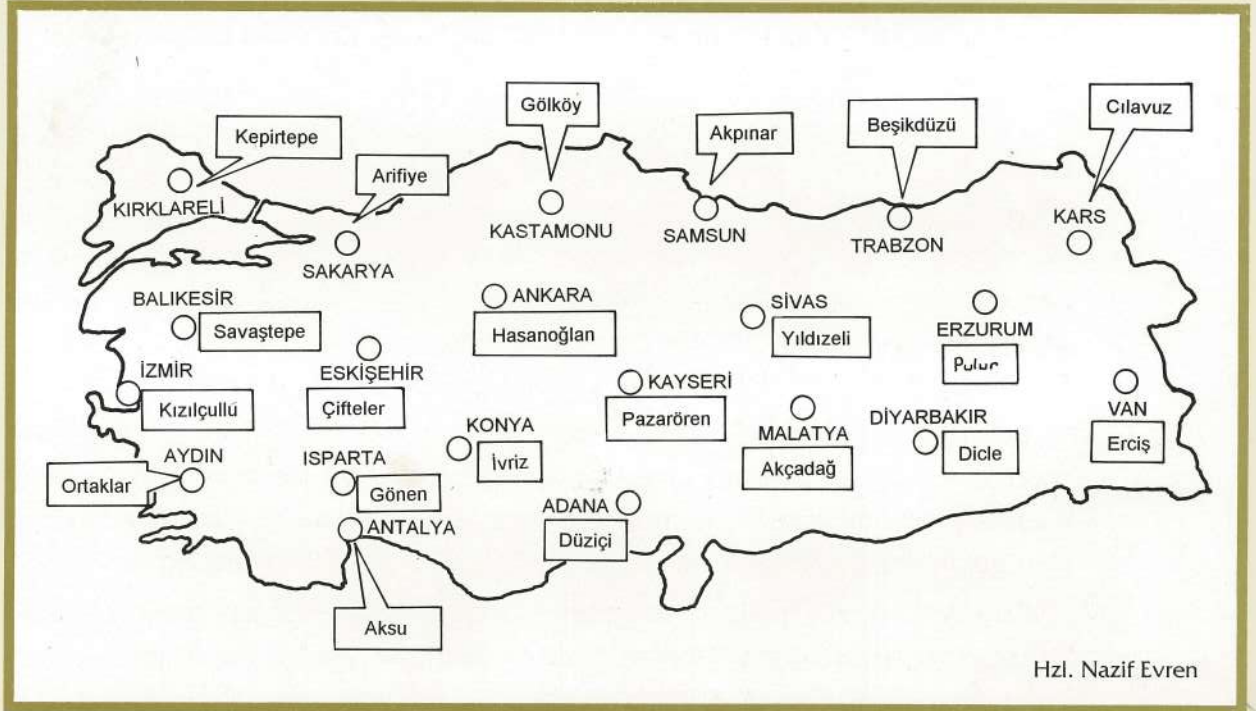 Kepirtepe
KIRKLARELİ
Arifiye
SAKARYA
Gölköy
KASTAMONU
Akpınar
SAMSUN
Beşikdüzü
TRABZON
Cılavuz
KARS
BALIKESİR
Savaştepe
ANKARA
Hasanoğlan
SİVAS
Yıldızeli
ERZURUM
İZMİR
Kızılçullú
ESKİŞEHİR
Çifteler
KAYSERİ
Pazarören
KONYA
İvriz
MALATYA
Akçadağ
DİYARBAKIR
Dicle
VAN
Erciş
AYDIN
Ortaklar
ISPARTA
Gönen
ANTALYA
Aksu
ADANA
Düziçi
Hzl. Nazif Evren